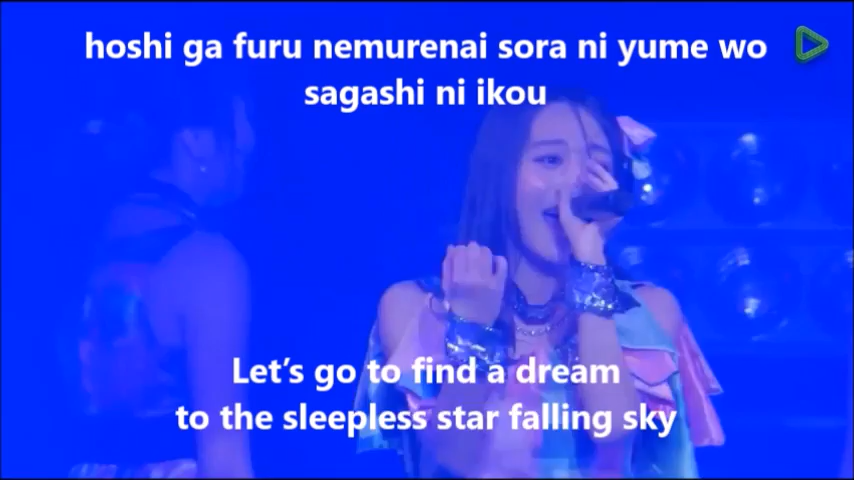 hoshi ga furu nemurenai sora ni yume wo
sagashi ni ikou
Let's go to find a dream
to the sleepless star falling sky